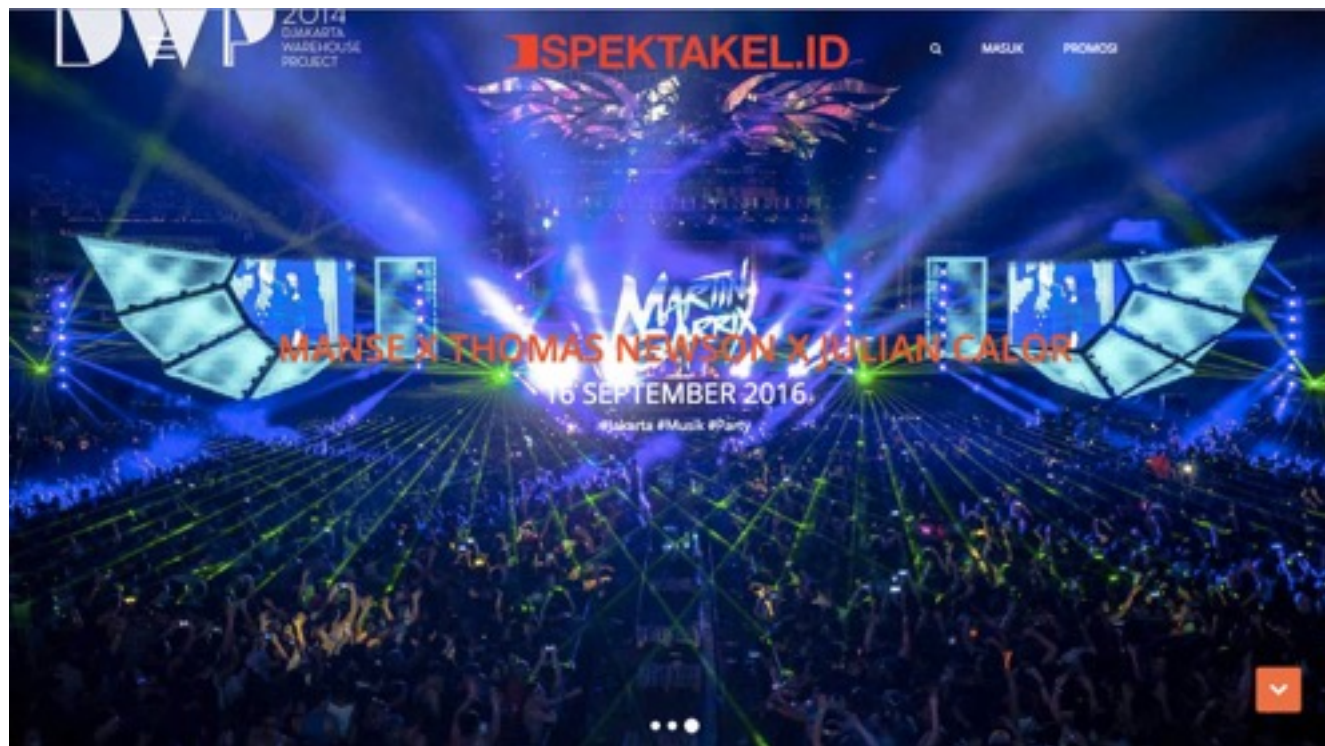 DWP
2014
DJAKARTA
WAREHOUSE
PROJECT
SPEKTAKEL.ID
MASUK
PROMOSI
MARTIN
GARRIX
MANSE X THOMAS NEWSON X JULIAN CALOR
16 SEPTEMBER 2016
#Jakarta #Musik #Party